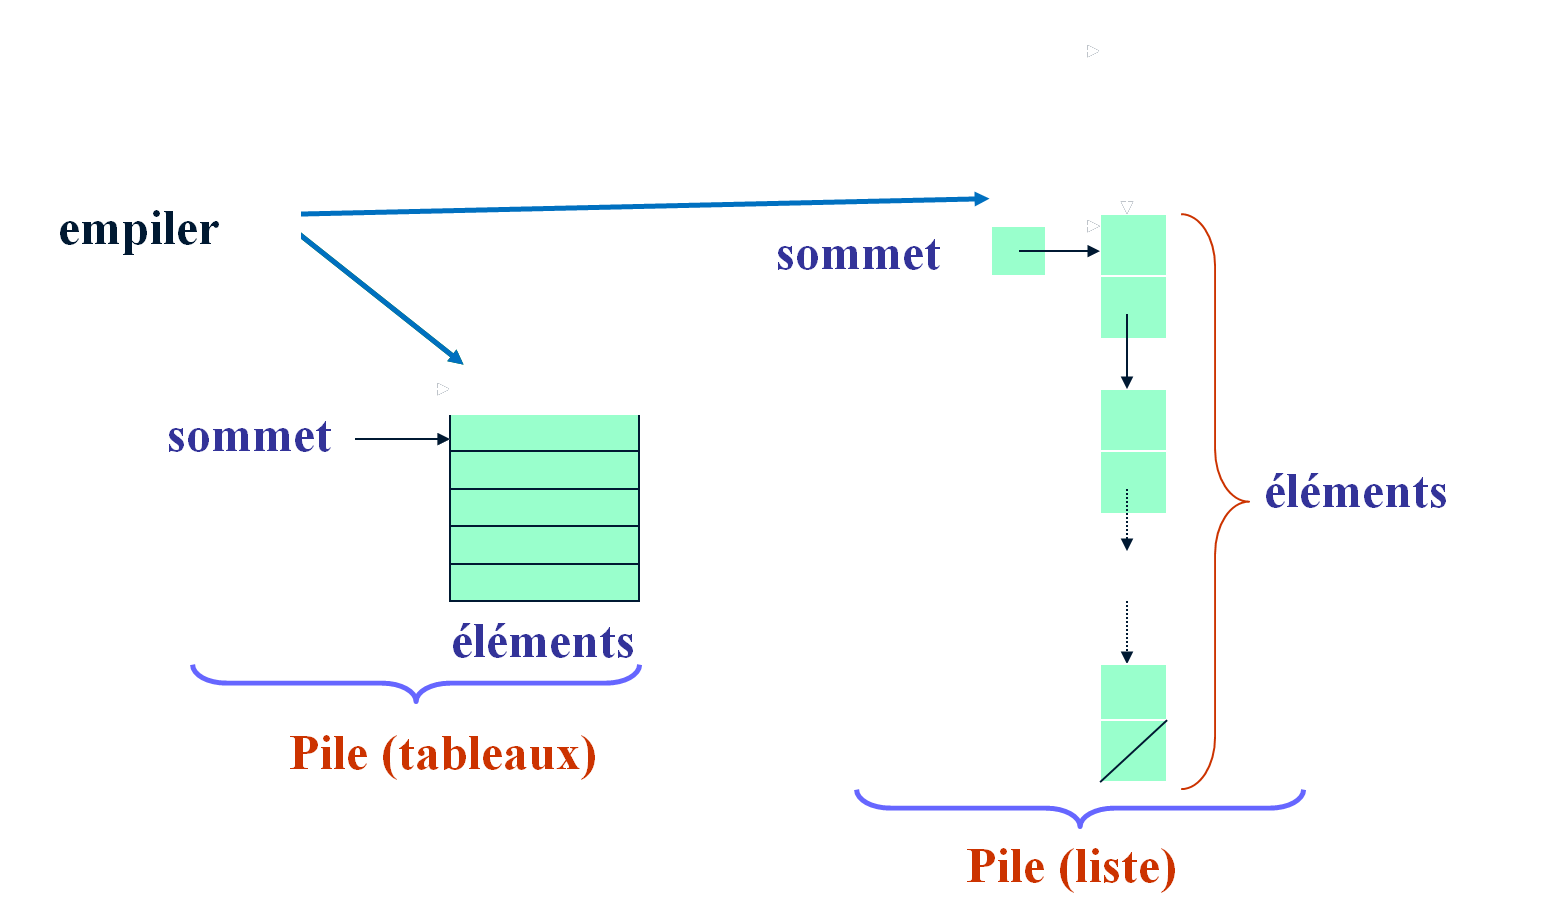 empiler
sommet
sommet
éléments
éléments
Pile (tableaux)
Pile (liste)